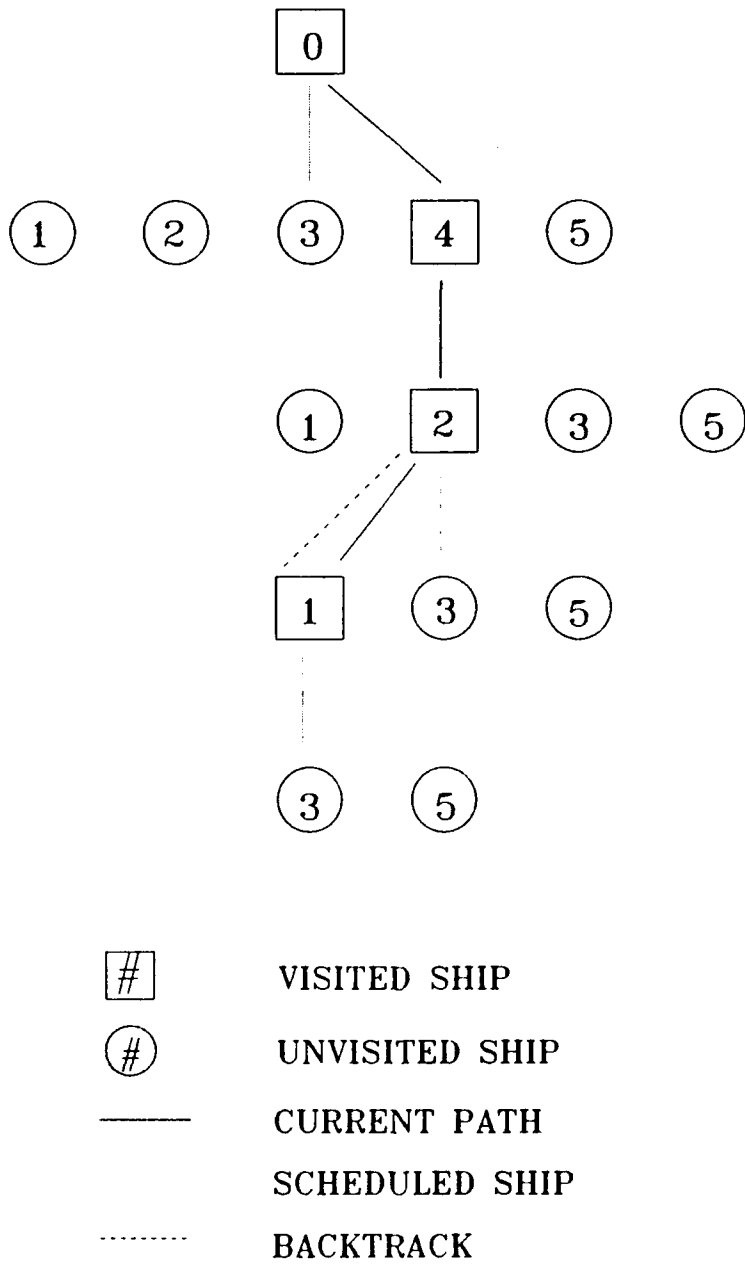 0
1 2 3 4 5
1 2 3 5
1 3 5
3 5
# VISITED SHIP
# UNVISITED SHIP
CURRENT PATH
SCHEDULED SHIP
BACKTRACK